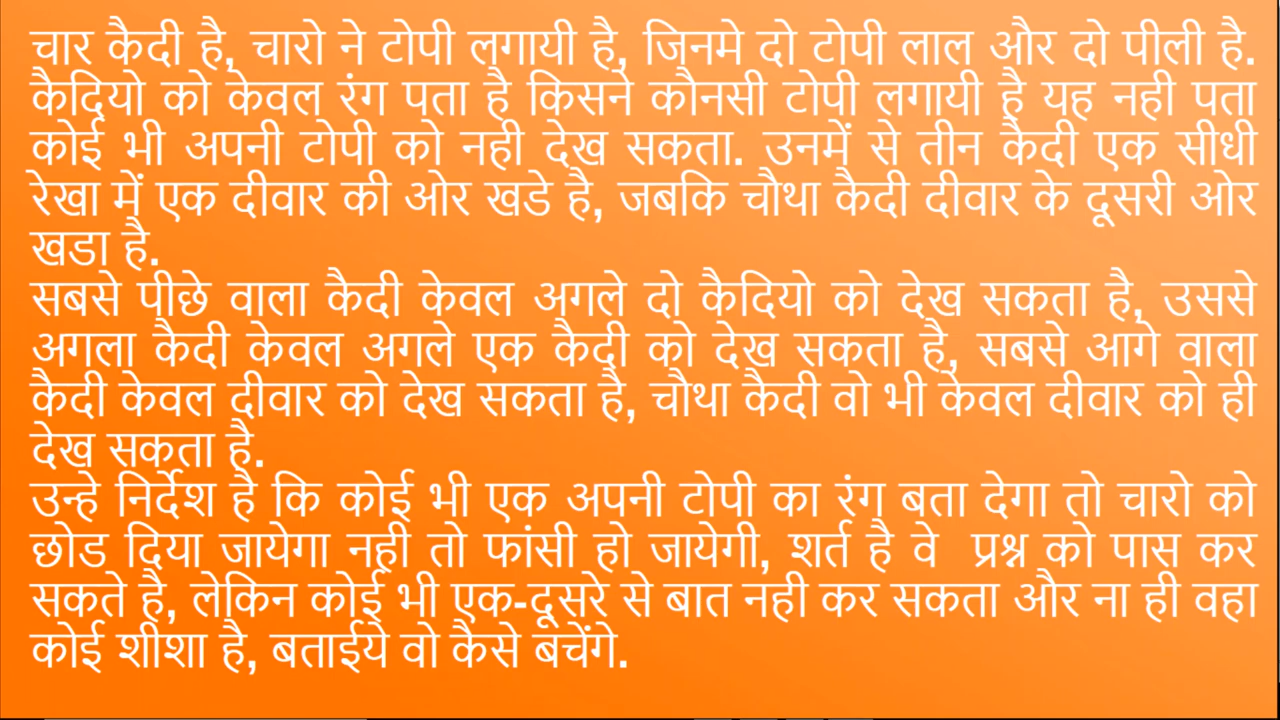 चार कैदी है, चारो ने टोपी लगायी है, जिनमे दो टोपी लाल और दो पीली है.
कैदियो को केवल रंग पता है किसने कौनसी टोपी लगायी है यह नही पता
कोई भी अपनी टोपी को नही देख सकता. उनमें से तीन कैदी एक सीधी
रेखा में एक दीवार की ओर खडे है, जबकि चौथा कैदी दीवार के दूसरी ओर
खडा है.
सबसे पीछे वाला कैदी केवल अगले दो कैदियो को देख सकता है, उससे
अगला कैदी केवल अगले एक कैदी को देख सकता है, सबसे आगे वाला
कैदी केवल दीवार को देख सकता है, चौथा कैदी वो भी केवल दीवार को ही
देख सकता है.
उन्हे निर्देश है कि कोई भी एक अपनी टोपी का रंग बता देगा तो चारो को
छोड दिया जायेगा नही तो फांसी हो जायेगी, शर्त है वे प्रश्न को पास कर
सकते है, लेकिन कोई भी एक-दूसरे से बात नही कर सकता और ना ही वहा
कोई शीशा है, बताईये वो कैसे बचेंगे.